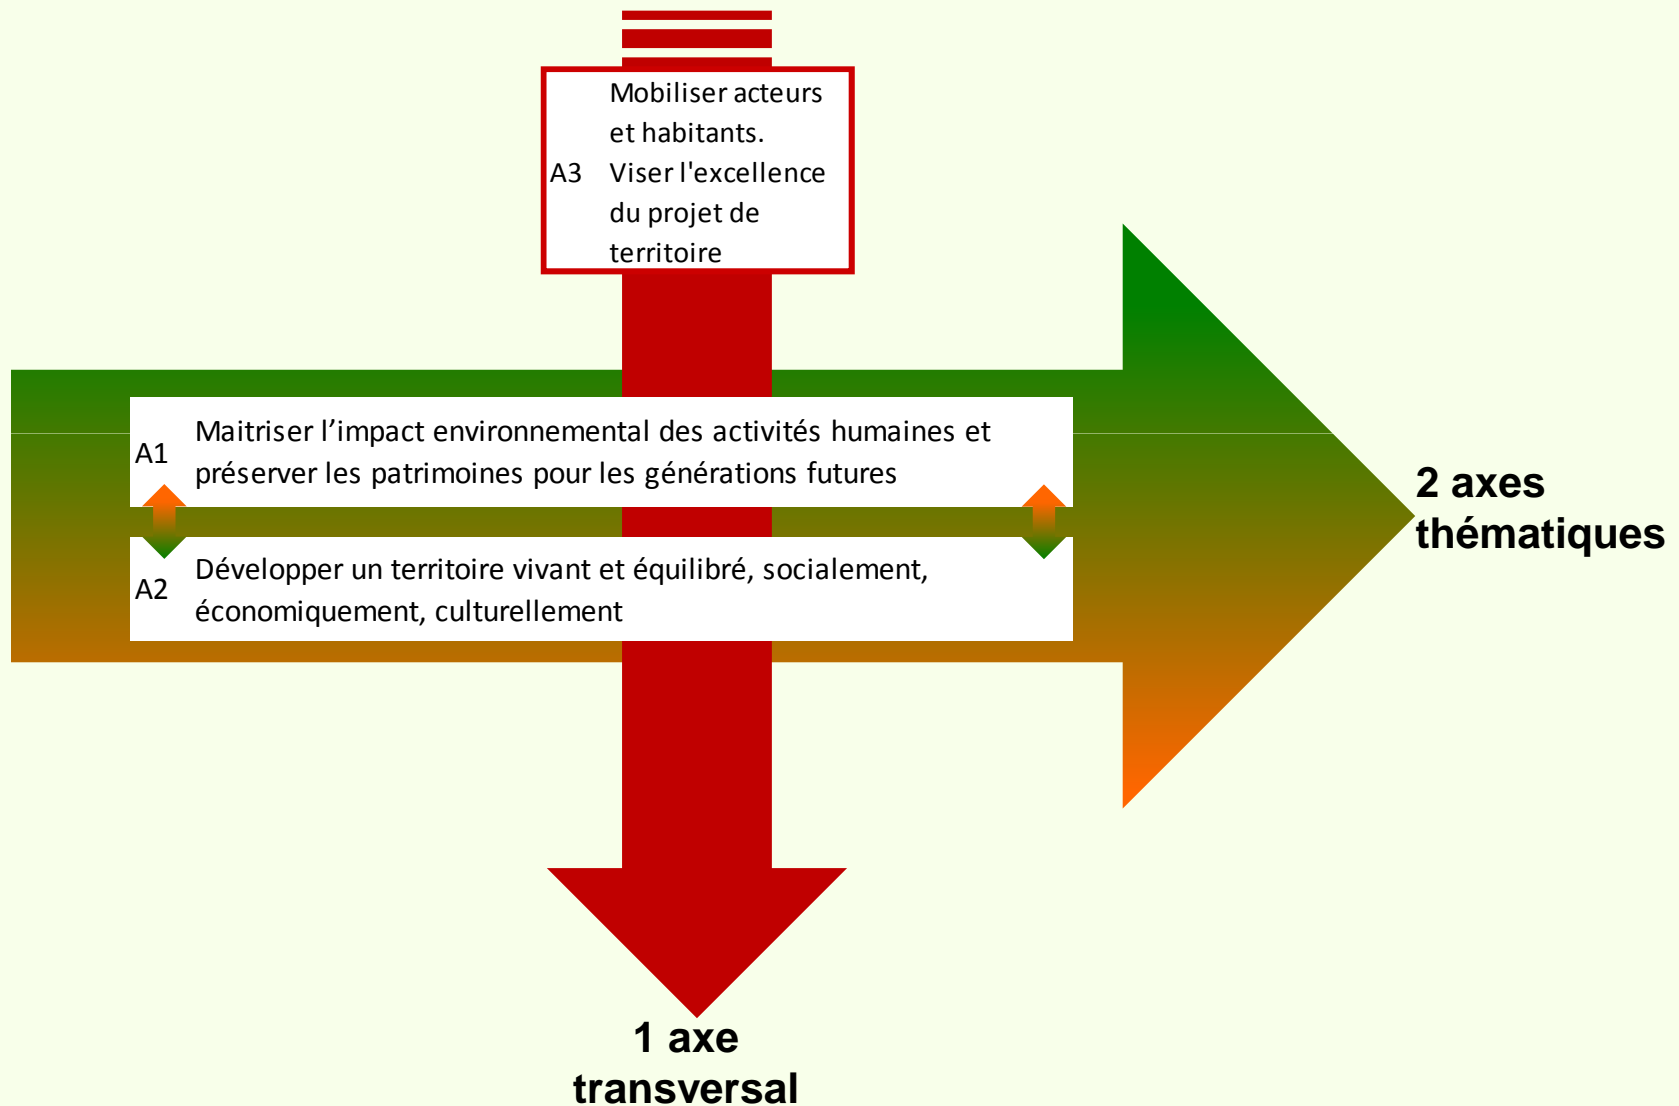 Mobiliser acteurs
et habitants.
A3 Viser l'excellence
du projet de
territoire
A1
Maitriser l’impact environnemental des activités humaines et
préserver les patrimoines pour les générations futures
A2
Développer un territoire vivant et équilibré, socialement,
économiquement, culturellement
2 axes
thématiques
1 axe
transversal